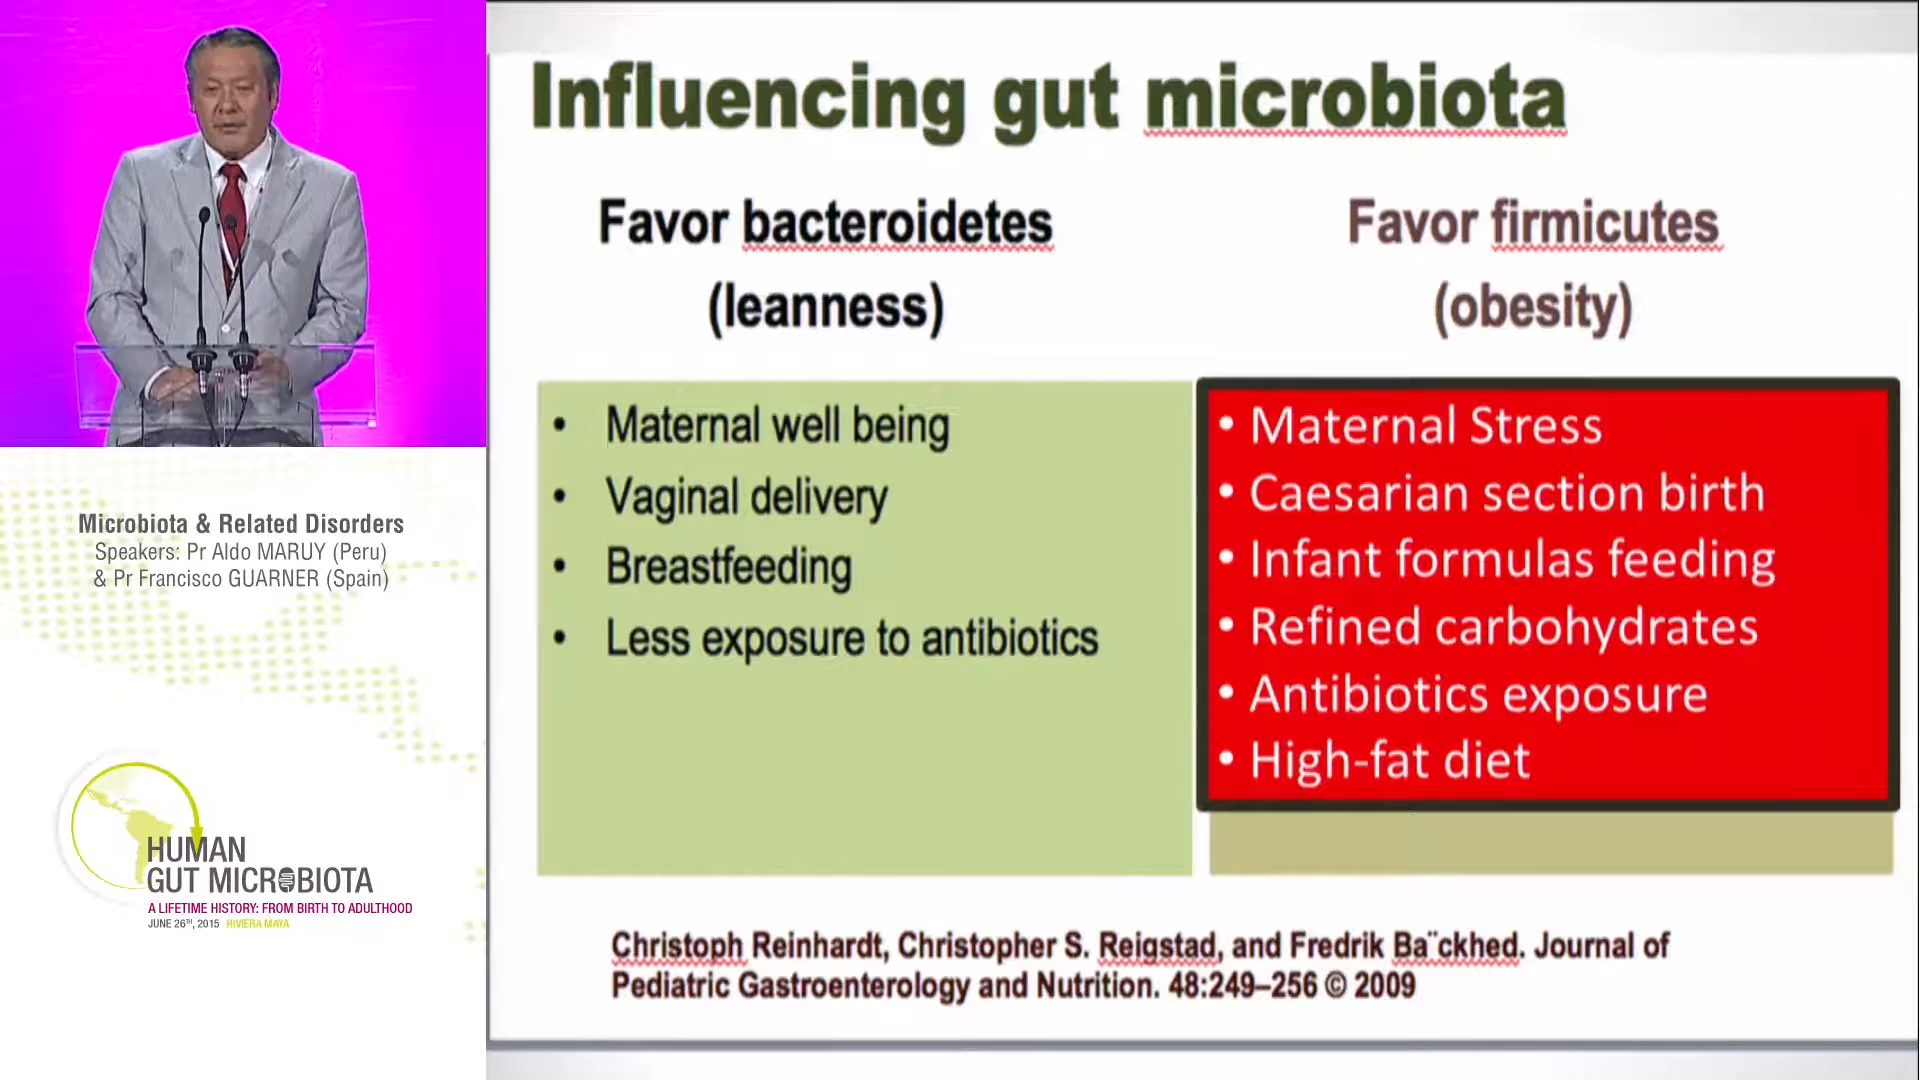 Influencing gut microbiota
Favor bacteroidetes
(leanness)
• Maternal well being
• Vaginal delivery
• Breastfeeding
• Less exposure to antibiotics
Favor firmicutes
(obesity)
• Maternal Stress
• Caesarian section birth
• Infant formulas feeding
• Refined carbohydrates
• Antibiotics exposure
• High-fat diet
Christoph Reinhardt, Christopher S. Reigstad, and Fredrik Ba¨ckhed. Journal of
Pediatric Gastroenterology and Nutrition. 48:249–256 © 2009
Microbiota & Related Disorders
Speakers: Pr Aldo MARUY (Peru)
& Pr Francisco GUARNER (Spain)
HUMAN
GUT MICROBIOTA
A LIFETIME HISTORY: FROM BIRTH TO ADULTHOOD
JUNE 26TH, 2015 RIVIERA MAYA